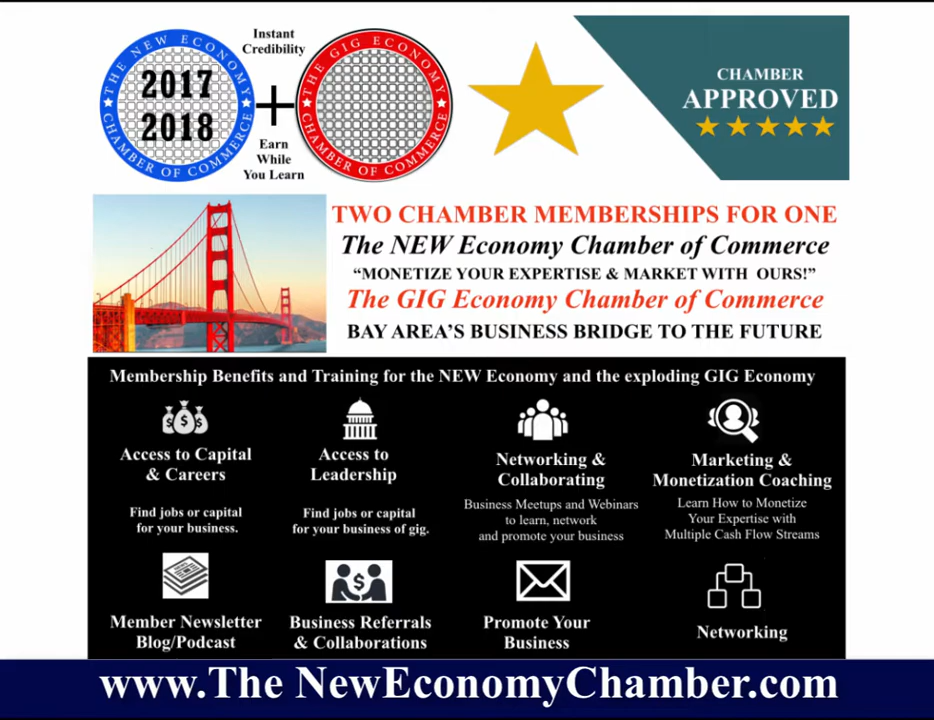 THE NEW ECONOMY
2017
2018
CHAMBER OF COMMERCE
Instant
Credibility
+
Earn
While
You Learn
THE GIG ECONOMY
CHAMBER OF COMMERCE
CHAMBER
APPROVED
TWO CHAMBER MEMBERSHIPS FOR ONE
The NEW Economy Chamber of Commerce
“MONETIZE YOUR EXPERTISE & MARKET WITH OURS!”
The GIG Economy Chamber of Commerce
BAY AREA’S BUSINESS BRIDGE TO THE FUTURE
Membership Benefits and Training for the NEW Economy and the exploding GIG Economy
Access to Capital
& Careers
Find jobs or capital
for your business.
Access to
Leadership
Find jobs or capital
for your business of gig.
Networking &
Collaborating
Business Meetups and Webinars
to learn, network
and promote your business
Marketing &
Monetization Coaching
Learn How to Monetize
Your Expertise with
Multiple Cash Flow Streams
Member Newsletter
Blog/Podcast
Business Referrals
& Collaborations
Promote Your
Business
Networking
www.The NewEconomyChamber.com